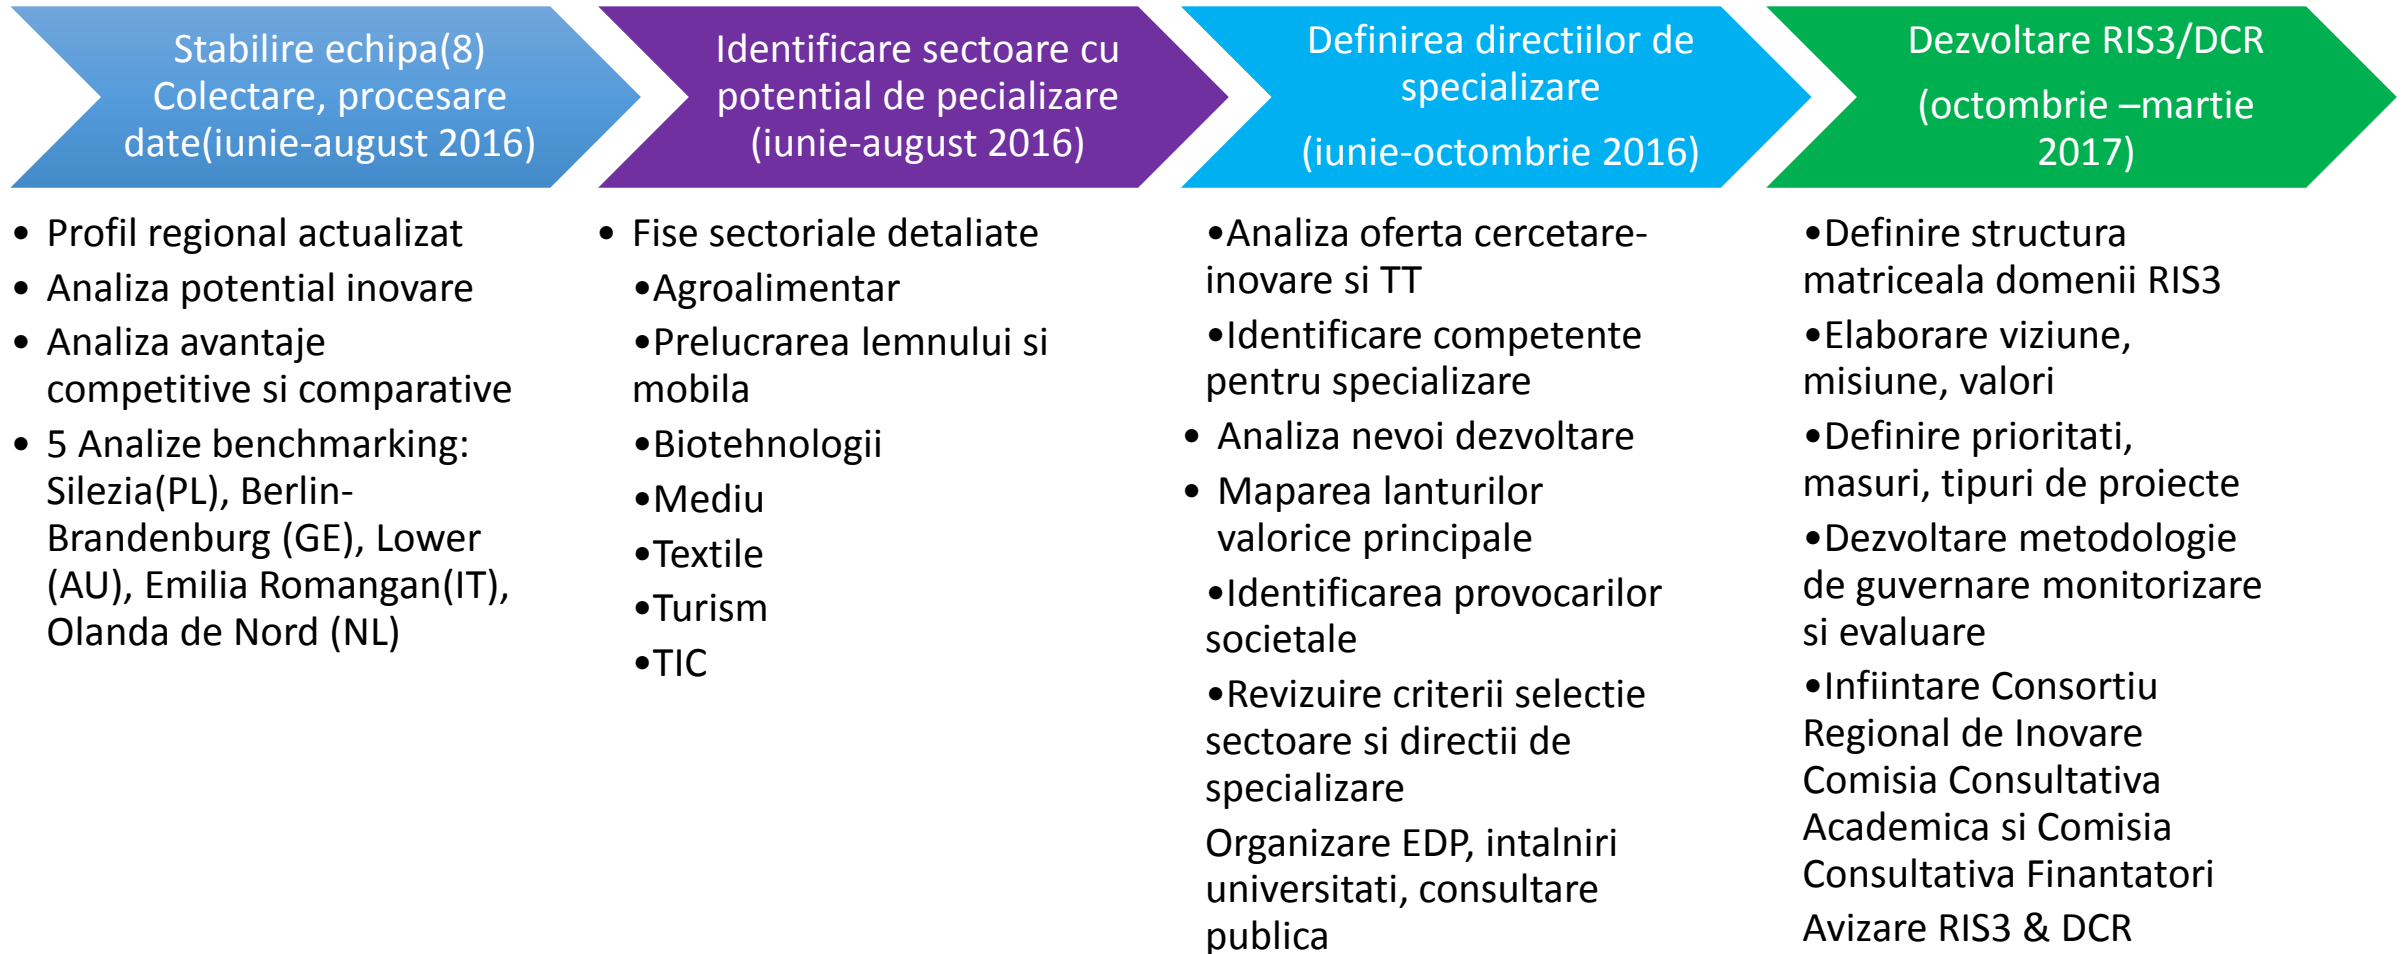 Stabilire echipa(8)
Colectare, procesare
date(iunie-august 2016)
• Profil regional actualizat
• Analiza potential inovare
• Analiza avantaje
competitive si comparative
• 5 Analize benchmarking:
Silezia(PL), Berlin-
Brandenburg (GE), Lower
(AU), Emilia Romangan(IT),
Olanda de Nord (NL)
Identificare sectoare cu
potential de pecializare
(iunie-august 2016)
• Fise sectoriale detaliate
•Agroalimentar
•Prelucrarea lemnului si
mobila
•Biotehnologii
•Mediu
•Textile
•Turism
•TIC
Definirea directiilor de
specializare
(iunie-octombrie 2016)
•Analiza oferta cercetare-
inovare si TT
•Identificare competente
pentru specializare
• Analiza nevoi dezvoltare
• Maparea lanturilor
valorice principale
•Identificarea provocarilor
societale
•Revizuire criterii selectie
sectoare si directii de
specializare
Organizare EDP, intalniri
universitati, consultare
publica
Dezvoltare RIS3/DCR
(octombrie –martie
2017)
•Definire structura
matriceala domenii RIS3
•Elaborare viziune,
misiune, valori
•Definire prioritati,
masuri, tipuri de proiecte
•Dezvoltare metodologie
de guvernare monitorizare
si evaluare
•Infiintare Consortiu
Regional de Inovare
Comisia Consultativa
Academica si Comisia
Consultativa Finantatori
Avizare RIS3 & DCR